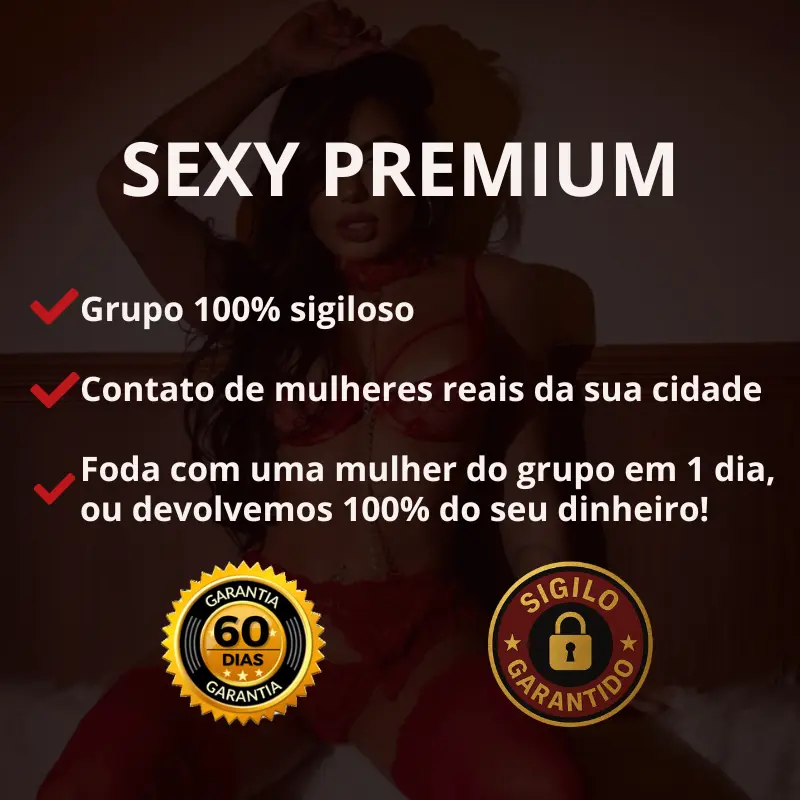 SEXY PREMIUM
Grupo 100% sigiloso
Contato de mulheres reais da sua cidade
Foda com uma mulher do grupo em 1 dia,
ou devolvemos 100% do seu dinheiro!
GARANTIA
60
DIAS
GARANTIA
SIGILO
GARANTIDO